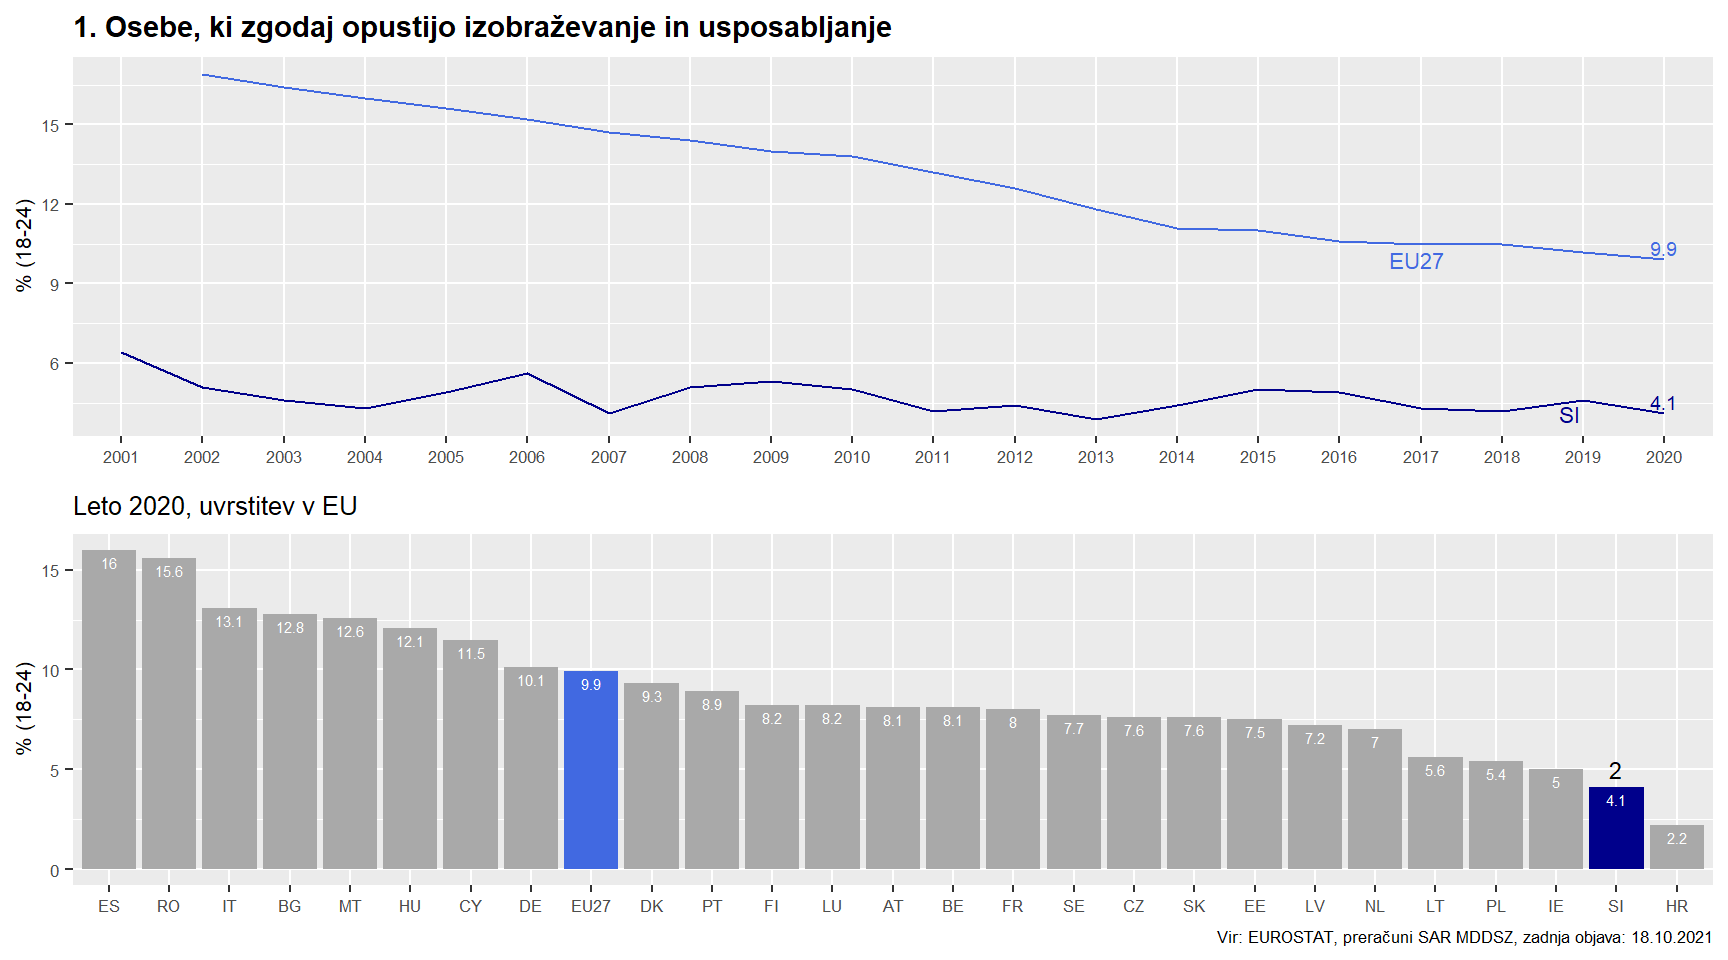 1. Osebe, ki zgodaj opustijo izobraževanje in usposabljanje
% (18-24)
15
12
9
6
EU27
9.9
SI
4.1
2001 2002 2003 2004 2005 2006 2007 2008 2009 2010 2011 2012 2013 2014 2015 2016 2017 2018 2019 2020
Leto 2020, uvrstitev v EU
% (18-24)
15
10
5
0
16 15.6 13.1 12.8 12.6 12.1 11.5 10.1 9.9 9.3 8.9 8.2 8.2 8.1 8.1 8 7.7 7.6 7.6 7.5 7.2 7 5.6 5.4 5 4.1 2.2
2
ES RO IT BG MT HU CY DE EU27 DK PT FI LU AT BE FR SE CZ SK EE LV NL LT PL IE SI HR
Vir: EUROSTAT, preračuni SAR MDDSZ, zadnja objava: 18.10.2021